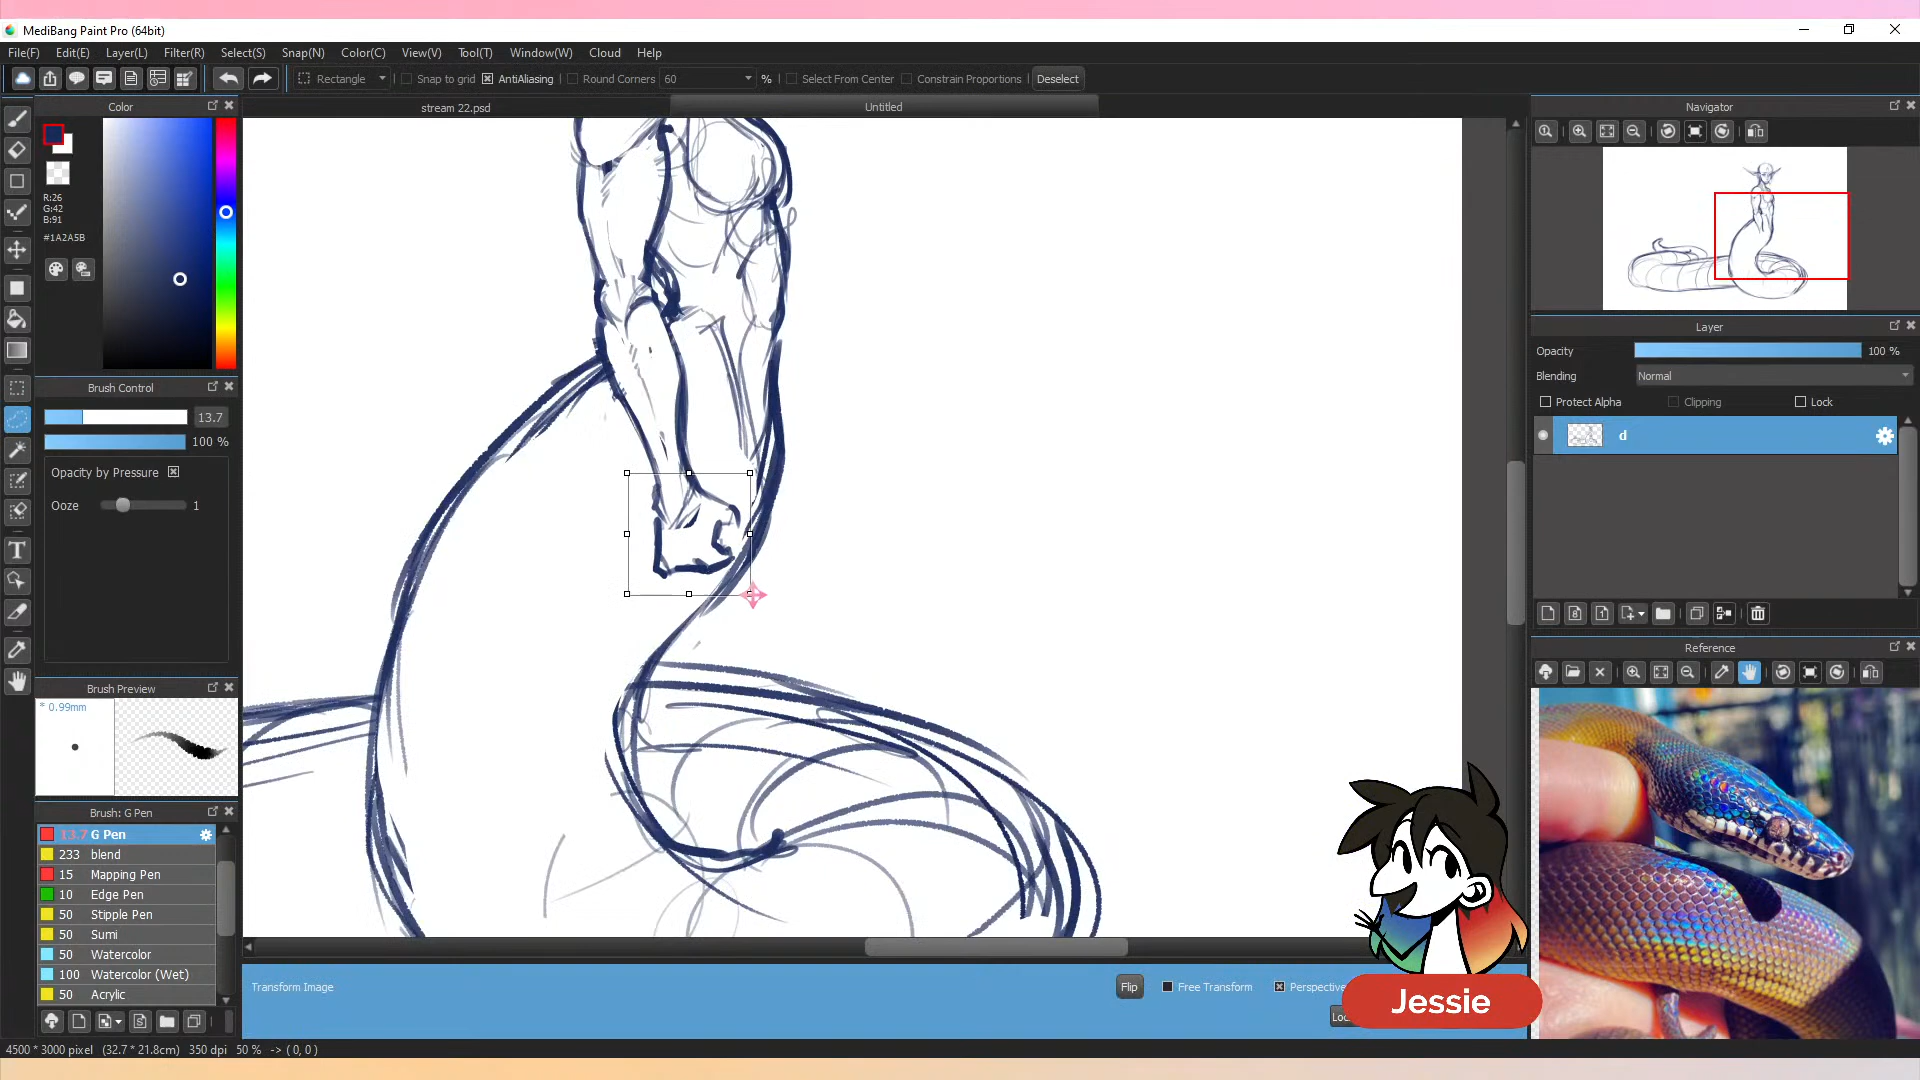 MediBang Paint Pro (64bit)
File(F) Edit(E) Layer(L) Filter(R) Select(S) Snap(N) Color(C) View(V) Tool(T) Window(W) Cloud Help
Rectangle Snap to grid AntiAliasing Round Corners 60 % Select From Center Constrain Proportions Deselect
Color
stream 22.psd
Untitled
Navigator
R:26
G:42
B:91
#1A2A5B
Layer
Opacity 100 %
Blending Normal
Protect Alpha Clipping Lock
d
Brush Control
13.7
100 %
Opacity by Pressure
Ooze 1
Reference
Brush Preview
* 0.99mm
Brush: G Pen
13.7 G Pen
233 blend
15 Mapping Pen
10 Edge Pen
50 Stipple Pen
50 Sumi
50 Watercolor
100 Watercolor (Wet)
50 Acrylic
Transform Image Flip Free Transform Perspective
Loc
Jessie
4500 * 3000 pixel (32.7 * 21.8cm) 350 dpi 50 % -> ( 0, 0 )